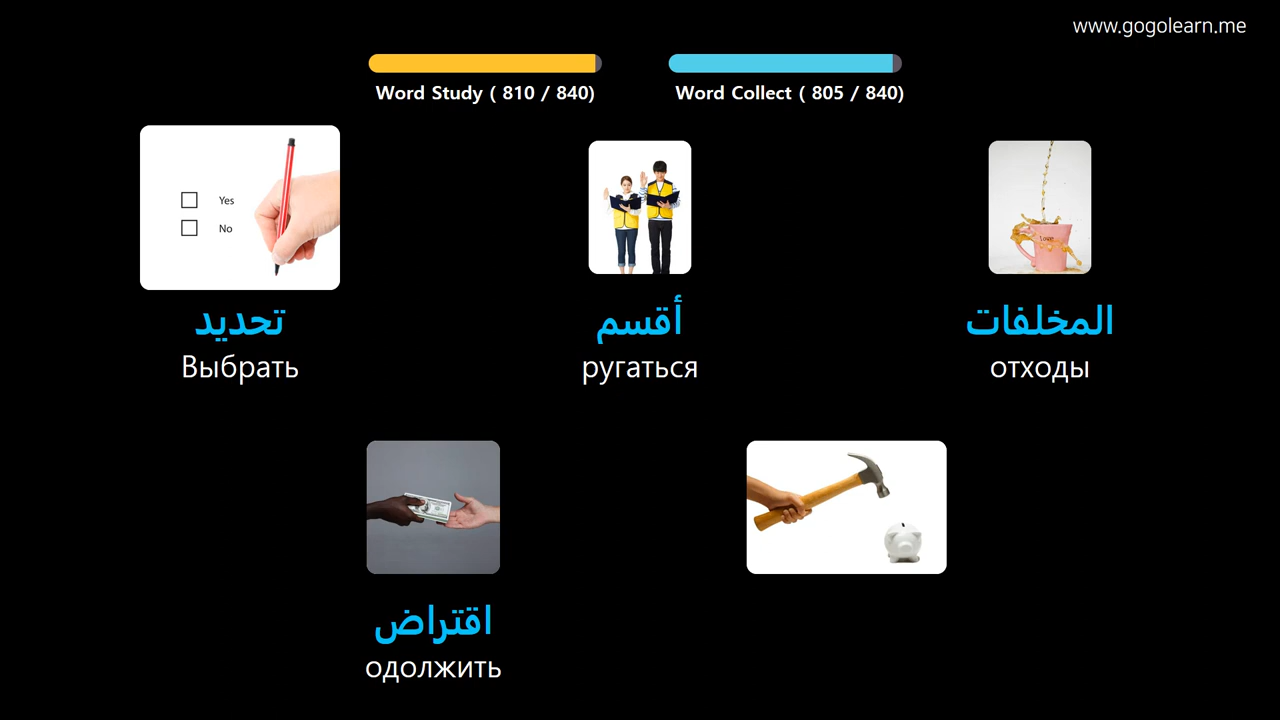 www.gogolearn.me
Word Study ( 810 / 840)
Word Collect ( 805 / 840)
Yes
No
Love
تحديد
Выбрать
أقسم
ругаться
المخلفات
отходы
اقتراض
одолжить